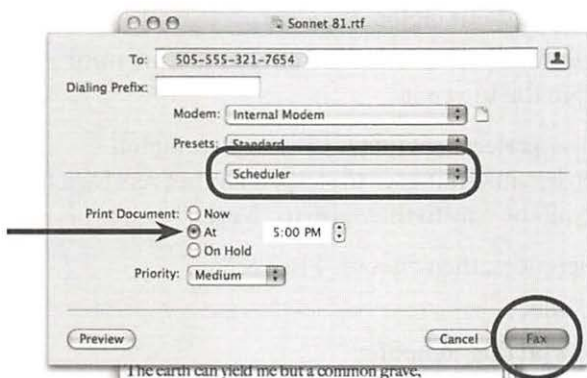 Sonnet 81.rtf
To: 505-555-321-7654
Dialing Prefix:
Modem: Internal Modem
Presets: Standard
Scheduler
Print Document: Now
At 5:00 PM
On Hold
Priority: Medium
Preview Cancel Fax
The earth can yield me but a common grave,